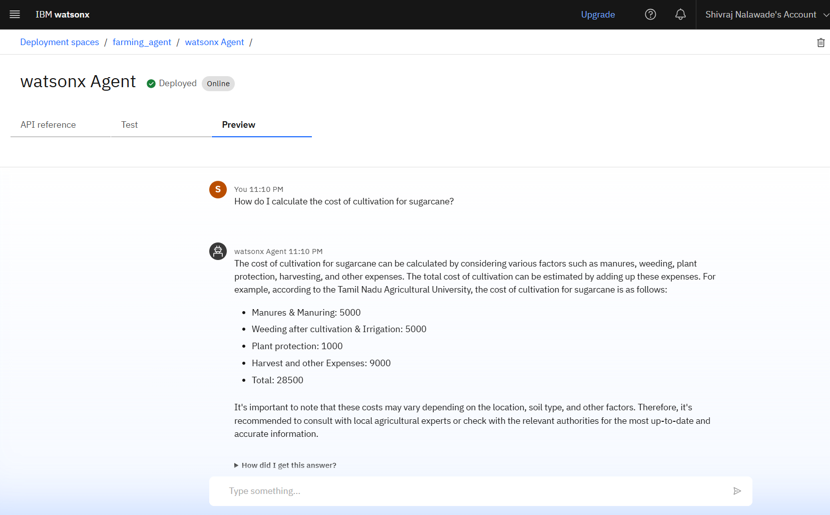 IBM watsonx Upgrade Shivraj Nalawade's Account
Deployment spaces / farming_agent / watsonx Agent /
watsonx Agent Deployed Online
API reference Test Preview
S You 11:10 PM
How do I calculate the cost of cultivation for sugarcane?
watsonx Agent 11:10 PM
The cost of cultivation for sugarcane can be calculated by considering various factors such as manures, weeding, plant
protection, harvesting, and other expenses. The total cost of cultivation can be estimated by adding up these expenses. For
example, according to the Tamil Nadu Agricultural University, the cost of cultivation for sugarcane is as follows:
• Manures & Manuring: 5000
• Weeding after cultivation & Irrigation: 5000
• Plant protection: 1000
• Harvest and other Expenses: 9000
• Total: 28500
It's important to note that these costs may vary depending on the location, soil type, and other factors. Therefore, it's
recommended to consult with local agricultural experts or check with the relevant authorities for the most up-to-date and
accurate information.
How did I get this answer?
Type something...